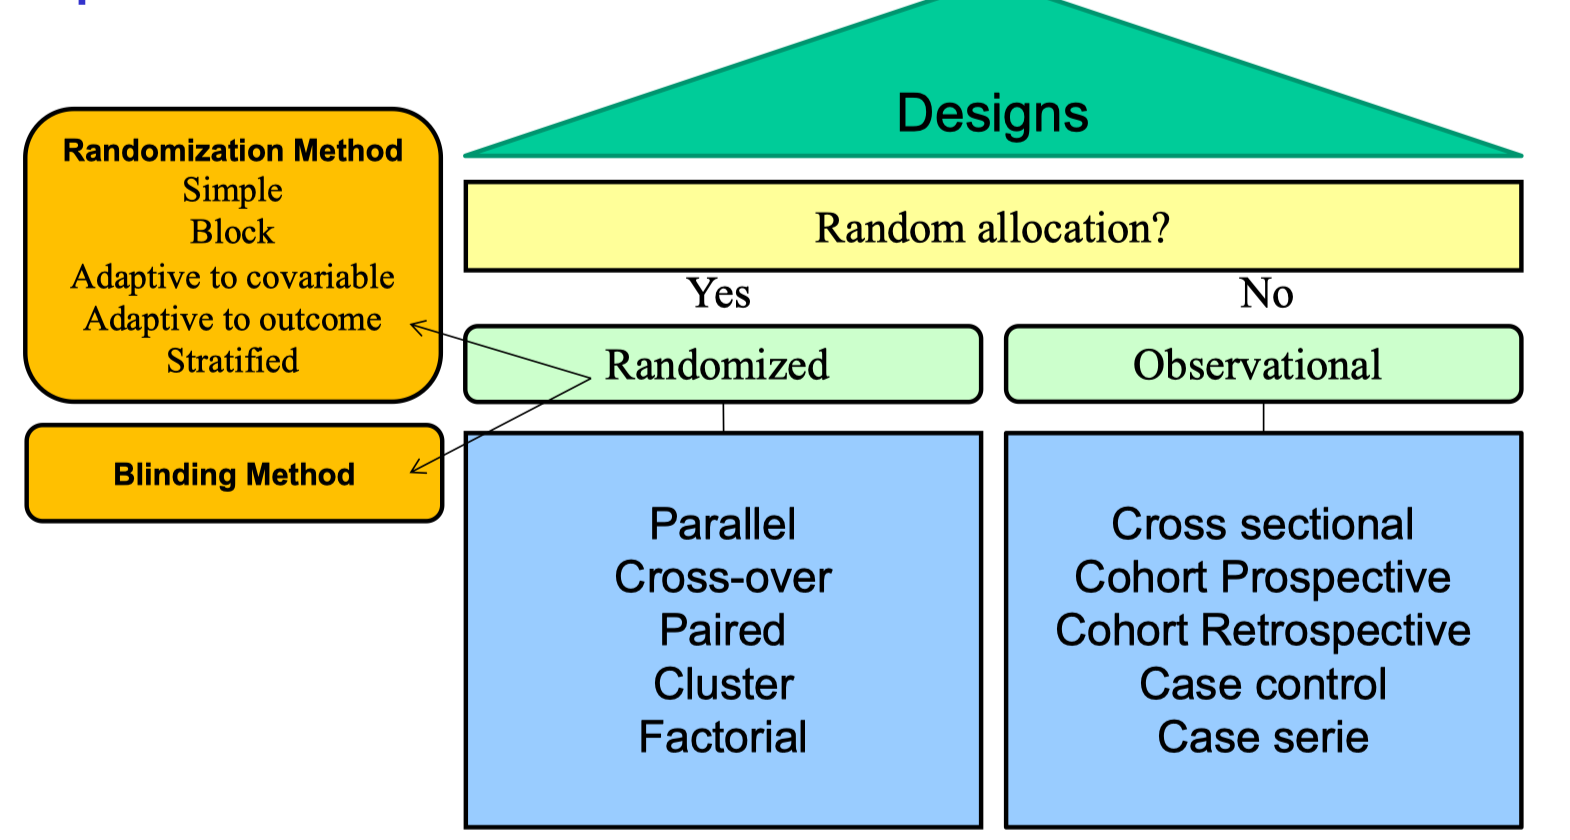 Designs
Randomization Method
Simple
Block
Adaptive to covariable
Adaptive to outcome
Stratified
Blinding Method
Random allocation?
Yes
No
Randomized
Observational
Parallel
Cross-over
Paired
Cluster
Factorial
Cross sectional
Cohort Prospective
Cohort Retrospective
Case control
Case serie